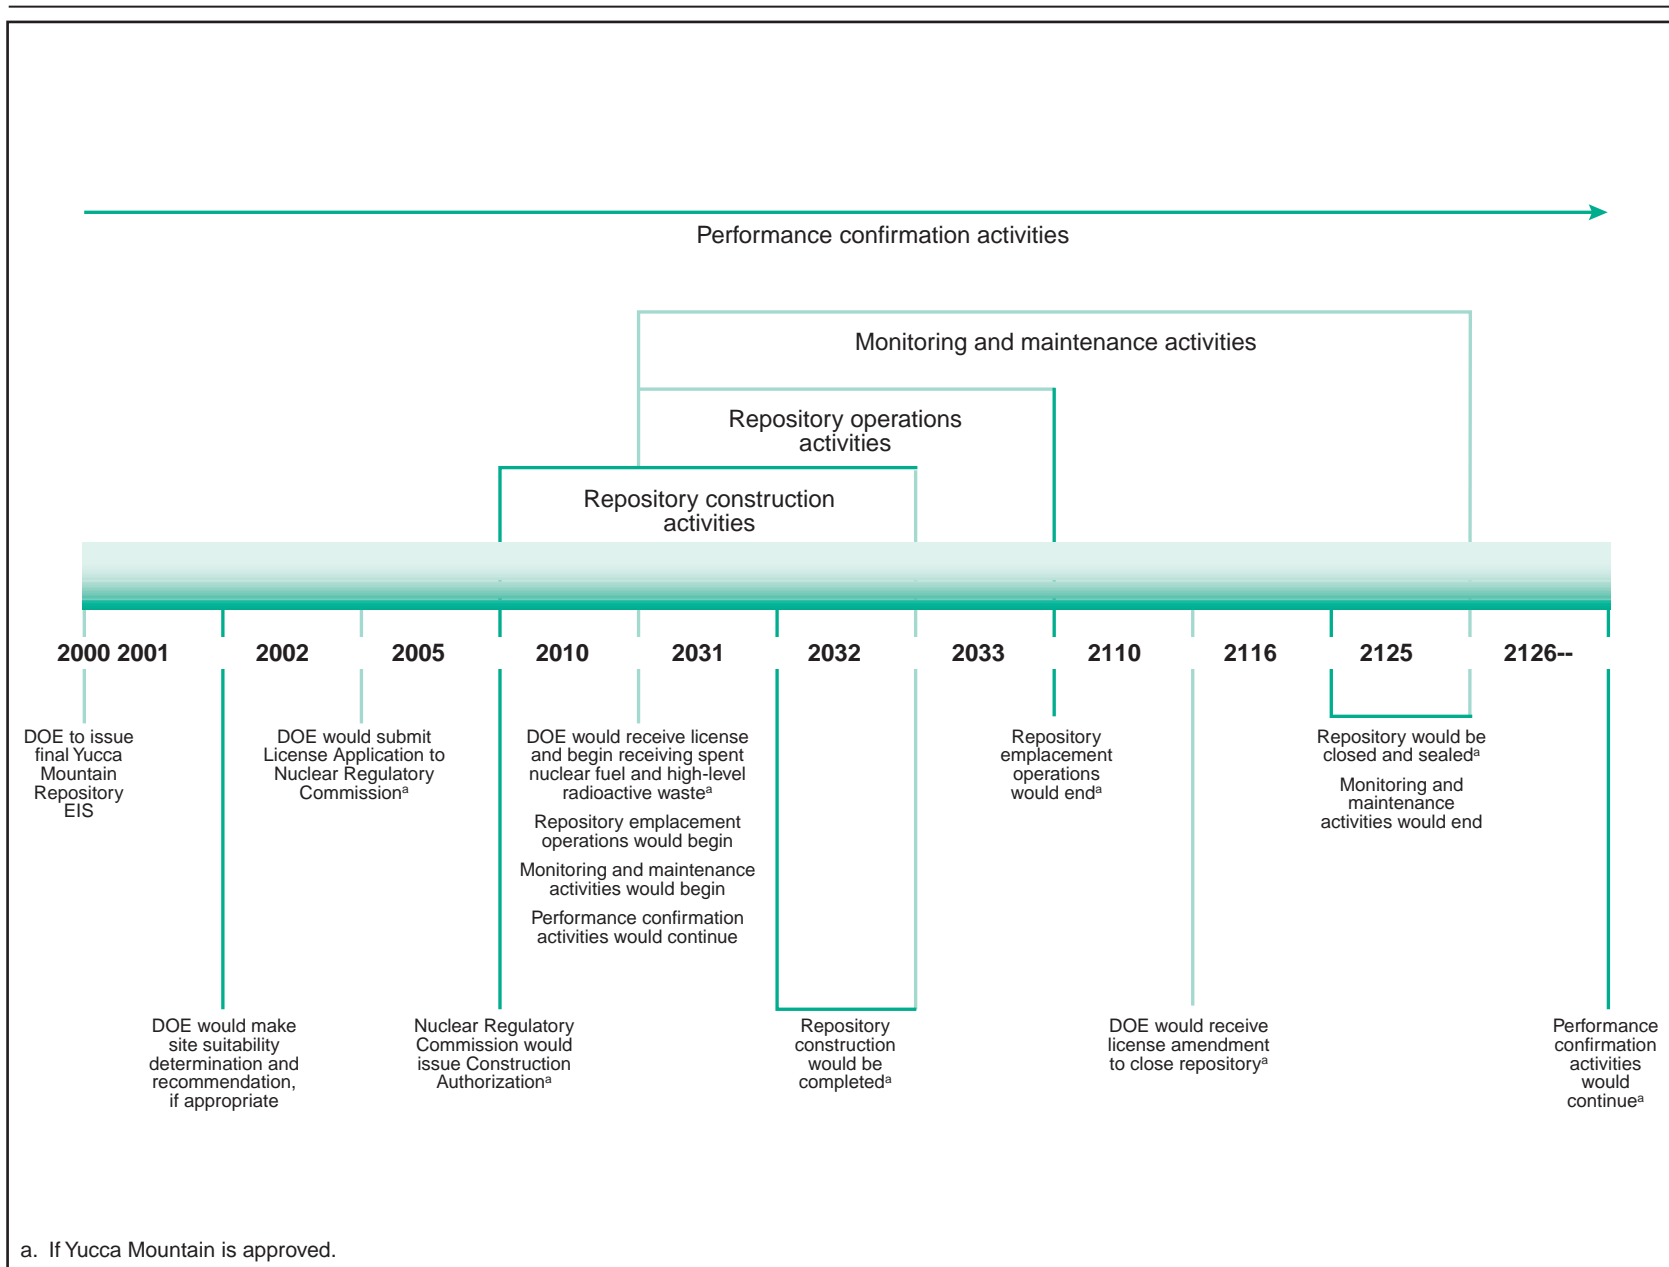 Performance confirmation activities
Monitoring and maintenance activities
Repository operations
activities
Repository construction
activities
2000 2001 2002 2005 2010 2031 2032 2033 2110 2116 2125 2126--
DOE to issue
final Yucca
Mountain
Repository
EIS
DOE would submit
License Application to
Nuclear Regulatory
Commissionᵃ
DOE would receive license
and begin receiving spent
nuclear fuel and high-level
radioactive wasteᵃ
Repository emplacement
operations would begin
Monitoring and maintenance
activities would begin
Performance confirmation
activities would continue
Repository
emplacement
operations
would endᵃ
Repository would be
closed and sealedᵃ
Monitoring and
maintenance
activities would end
DOE would make
site suitability
determination and
recommendation,
if appropriate
Nuclear Regulatory
Commission would
issue Construction
Authorizationᵃ
Repository
construction
would be
completedᵃ
DOE would receive
license amendment
to close repositoryᵃ
Performance
confirmation
activities
would
continueᵃ
a. If Yucca Mountain is approved.